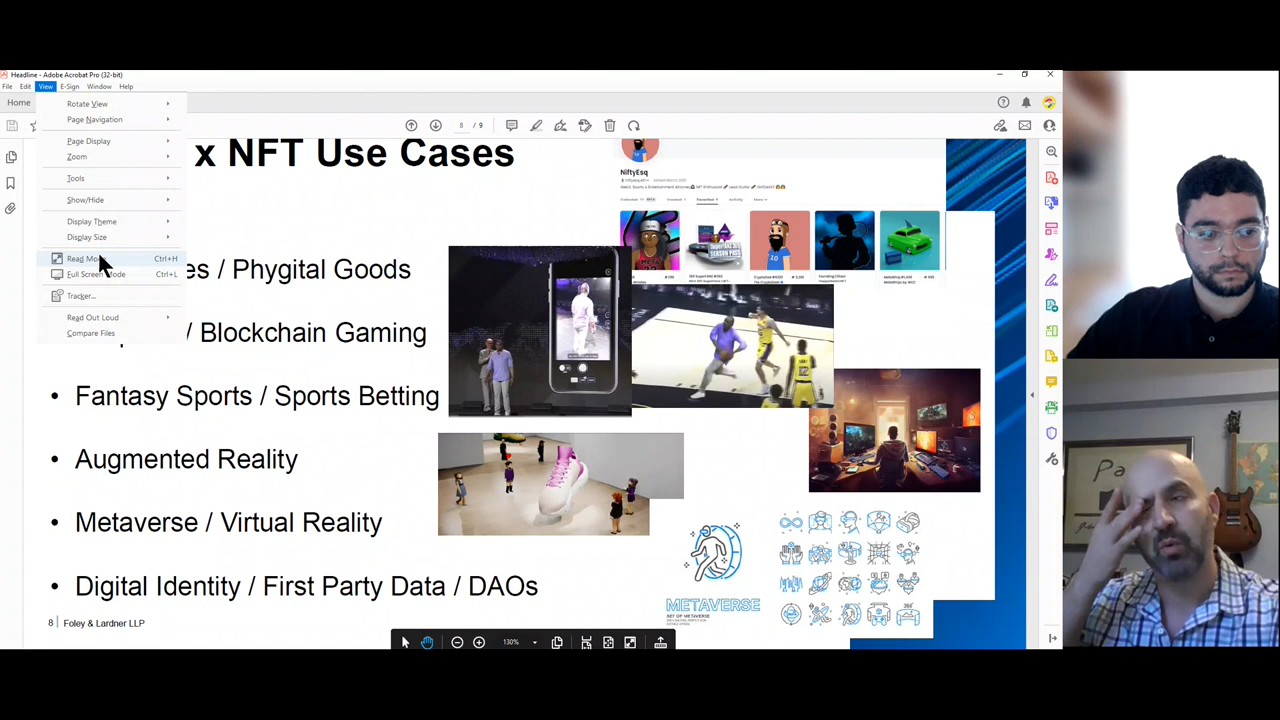 Headline - Adobe Acrobat Pro (32-bit)
File Edit View E-Sign Window Help
Home
Rotate View
Page Navigation
Page Display
Zoom
Tools
Show/Hide
Display Theme
Display Size
Read Mode Ctrl+H
Full Screen Mode Ctrl+L
Tracker...
Read Out Loud
Compare Files
8 / 9
x NFT Use Cases
/ Phygital Goods
/ Blockchain Gaming
• Fantasy Sports / Sports Betting
• Augmented Reality
• Metaverse / Virtual Reality
• Digital Identity / First Party Data / DAOs
8 | Foley & Lardner LLP
NiftyEsq
METAVERSE
130%